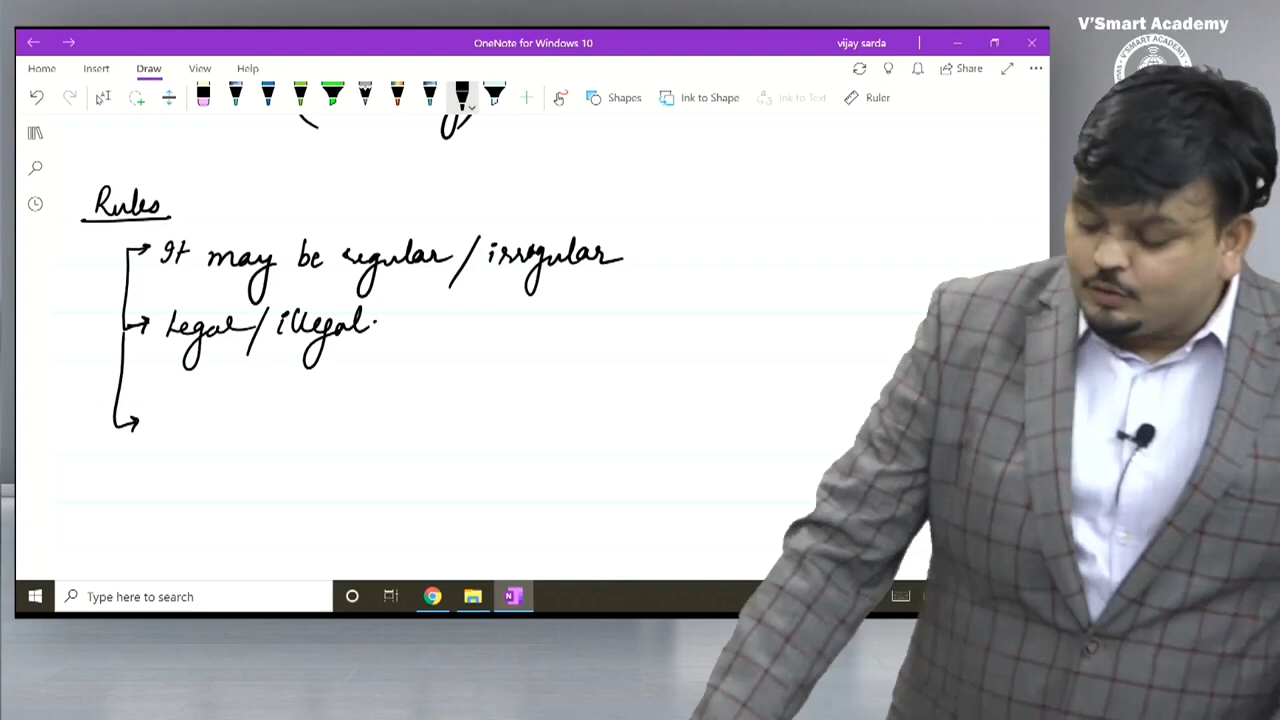 V'Smart Academy
OneNote for Windows 10
vijay sarda
Home Insert Draw View Help
Share
Shapes Ink to Shape Ink to Text Ruler
Rules
It may be regular / irregular
Legal / illegal.
Type here to search